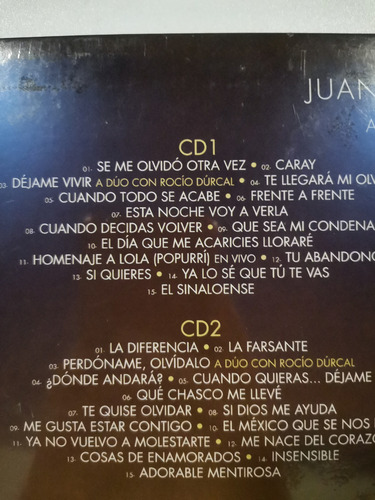 JUAN
A
CD1
01. SE ME OLVIDÓ OTRA VEZ • 02. CARAY
03. DÉJAME VIVIR A DÚO CON ROCÍO DÚRCAL • 04. TE LLEGARÁ MI OLV
05. CUANDO TODO SE ACABE • 06. FRENTE A FRENTE
07. ESTA NOCHE VOY A VERLA
08. CUANDO DECIDAS VOLVER • 09. QUE SEA MI CONDENA
10. EL DÍA QUE ME ACARICIES LLORARÉ
11. HOMENAJE A LOLA (POPURRÍ) EN VIVO • 12. TU ABANDONO
13. SI QUIERES • 14. YA LO SÉ QUE TÚ TE VAS
15. EL SINALOENSE
CD2
01. LA DIFERENCIA • 02. LA FARSANTE
03. PERDÓNAME, OLVÍDALO A DÚO CON ROCÍO DÚRCAL
04. ¿DÓNDE ANDARÁ? • 05. CUANDO QUIERAS... DÉJAME
06. QUÉ CHASCO ME LLEVÉ
07. TE QUISE OLVIDAR • 08. SI DIOS ME AYUDA
09. ME GUSTA ESTAR CONTIGO • 10. EL MÉXICO QUE SE NOS
11. YA NO VUELVO A MOLESTARTE • 12. ME NACE DEL CORAZO
13. COSAS DE ENAMORADOS • 14. INSENSIBLE
15. ADORABLE MENTIROSA